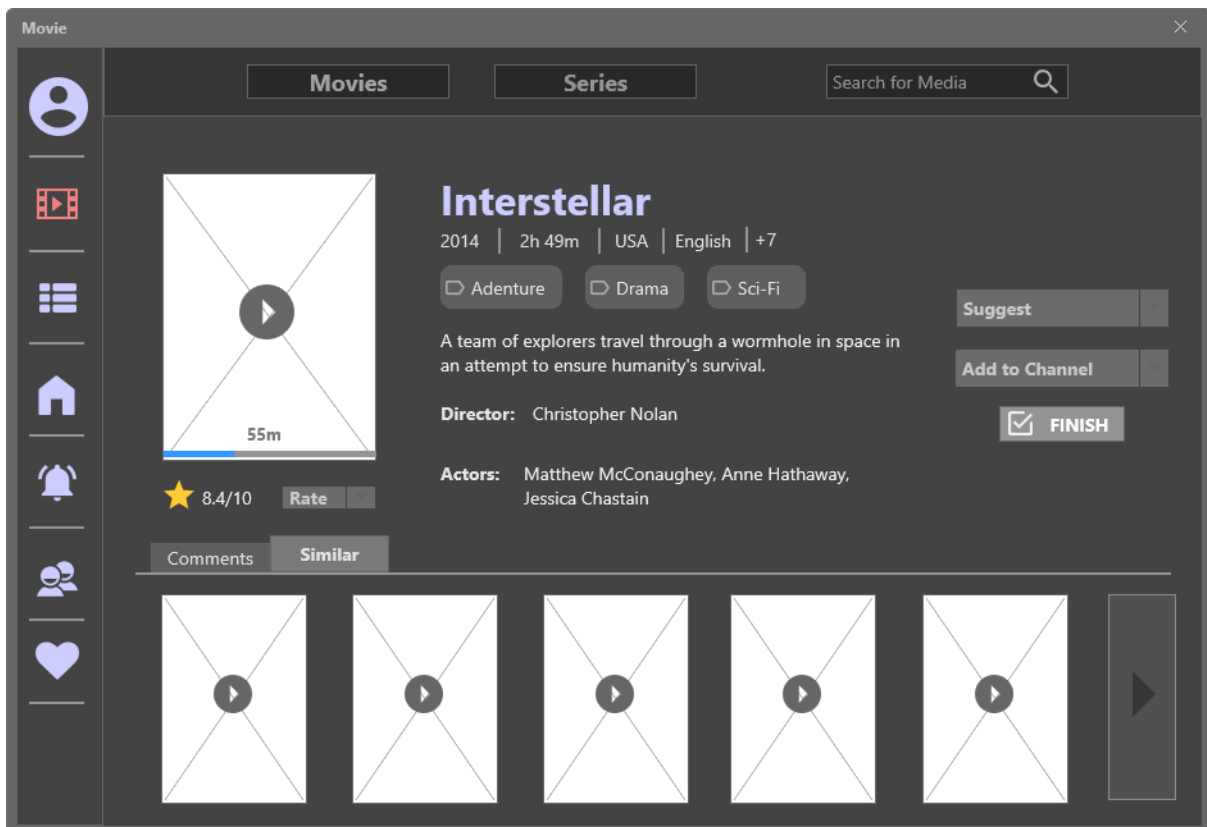 Movie
Movies
Series
Search for Media
Interstellar
2014 | 2h 49m | USA | English | +7
Adenture
Drama
Sci-Fi
A team of explorers travel through a wormhole in space in
an attempt to ensure humanity's survival.
Director: Christopher Nolan
Actors: Matthew McConaughey, Anne Hathaway,
Jessica Chastain
Suggest
Add to Channel
FINISH
55m
8.4/10
Rate
Comments
Similar